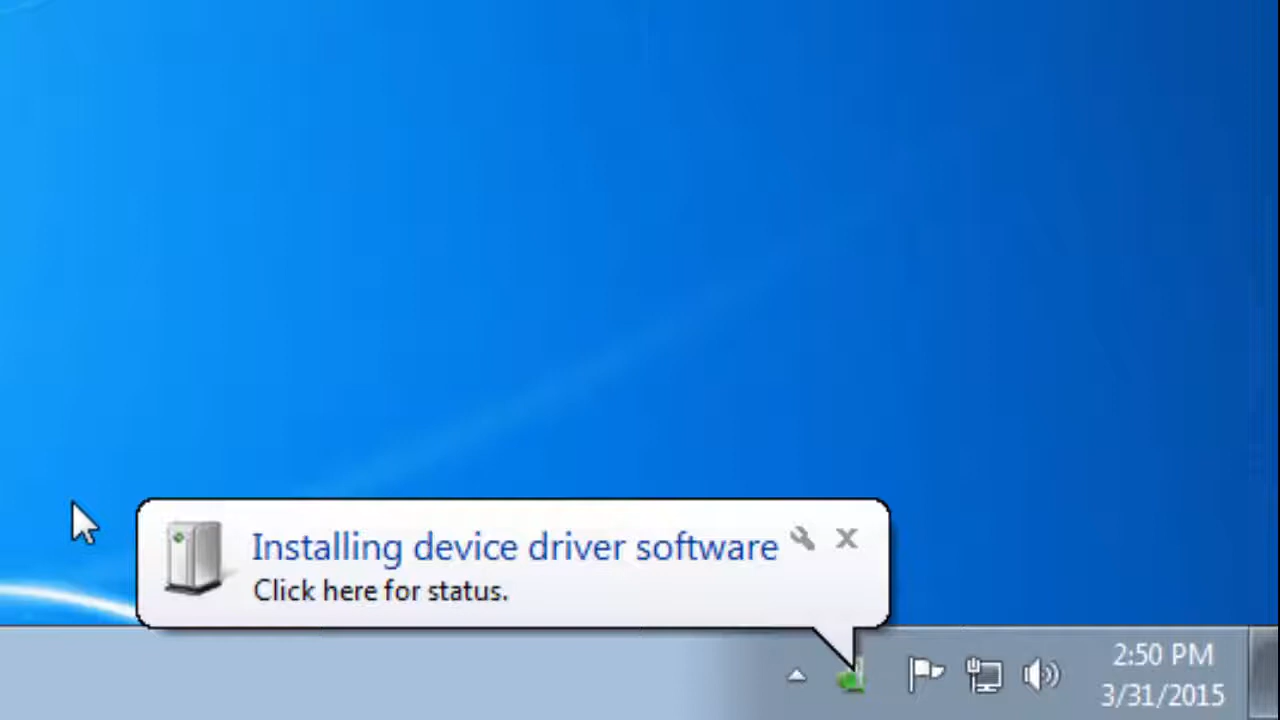 Installing device driver software
Click here for status.
2:50 PM
3/31/2015